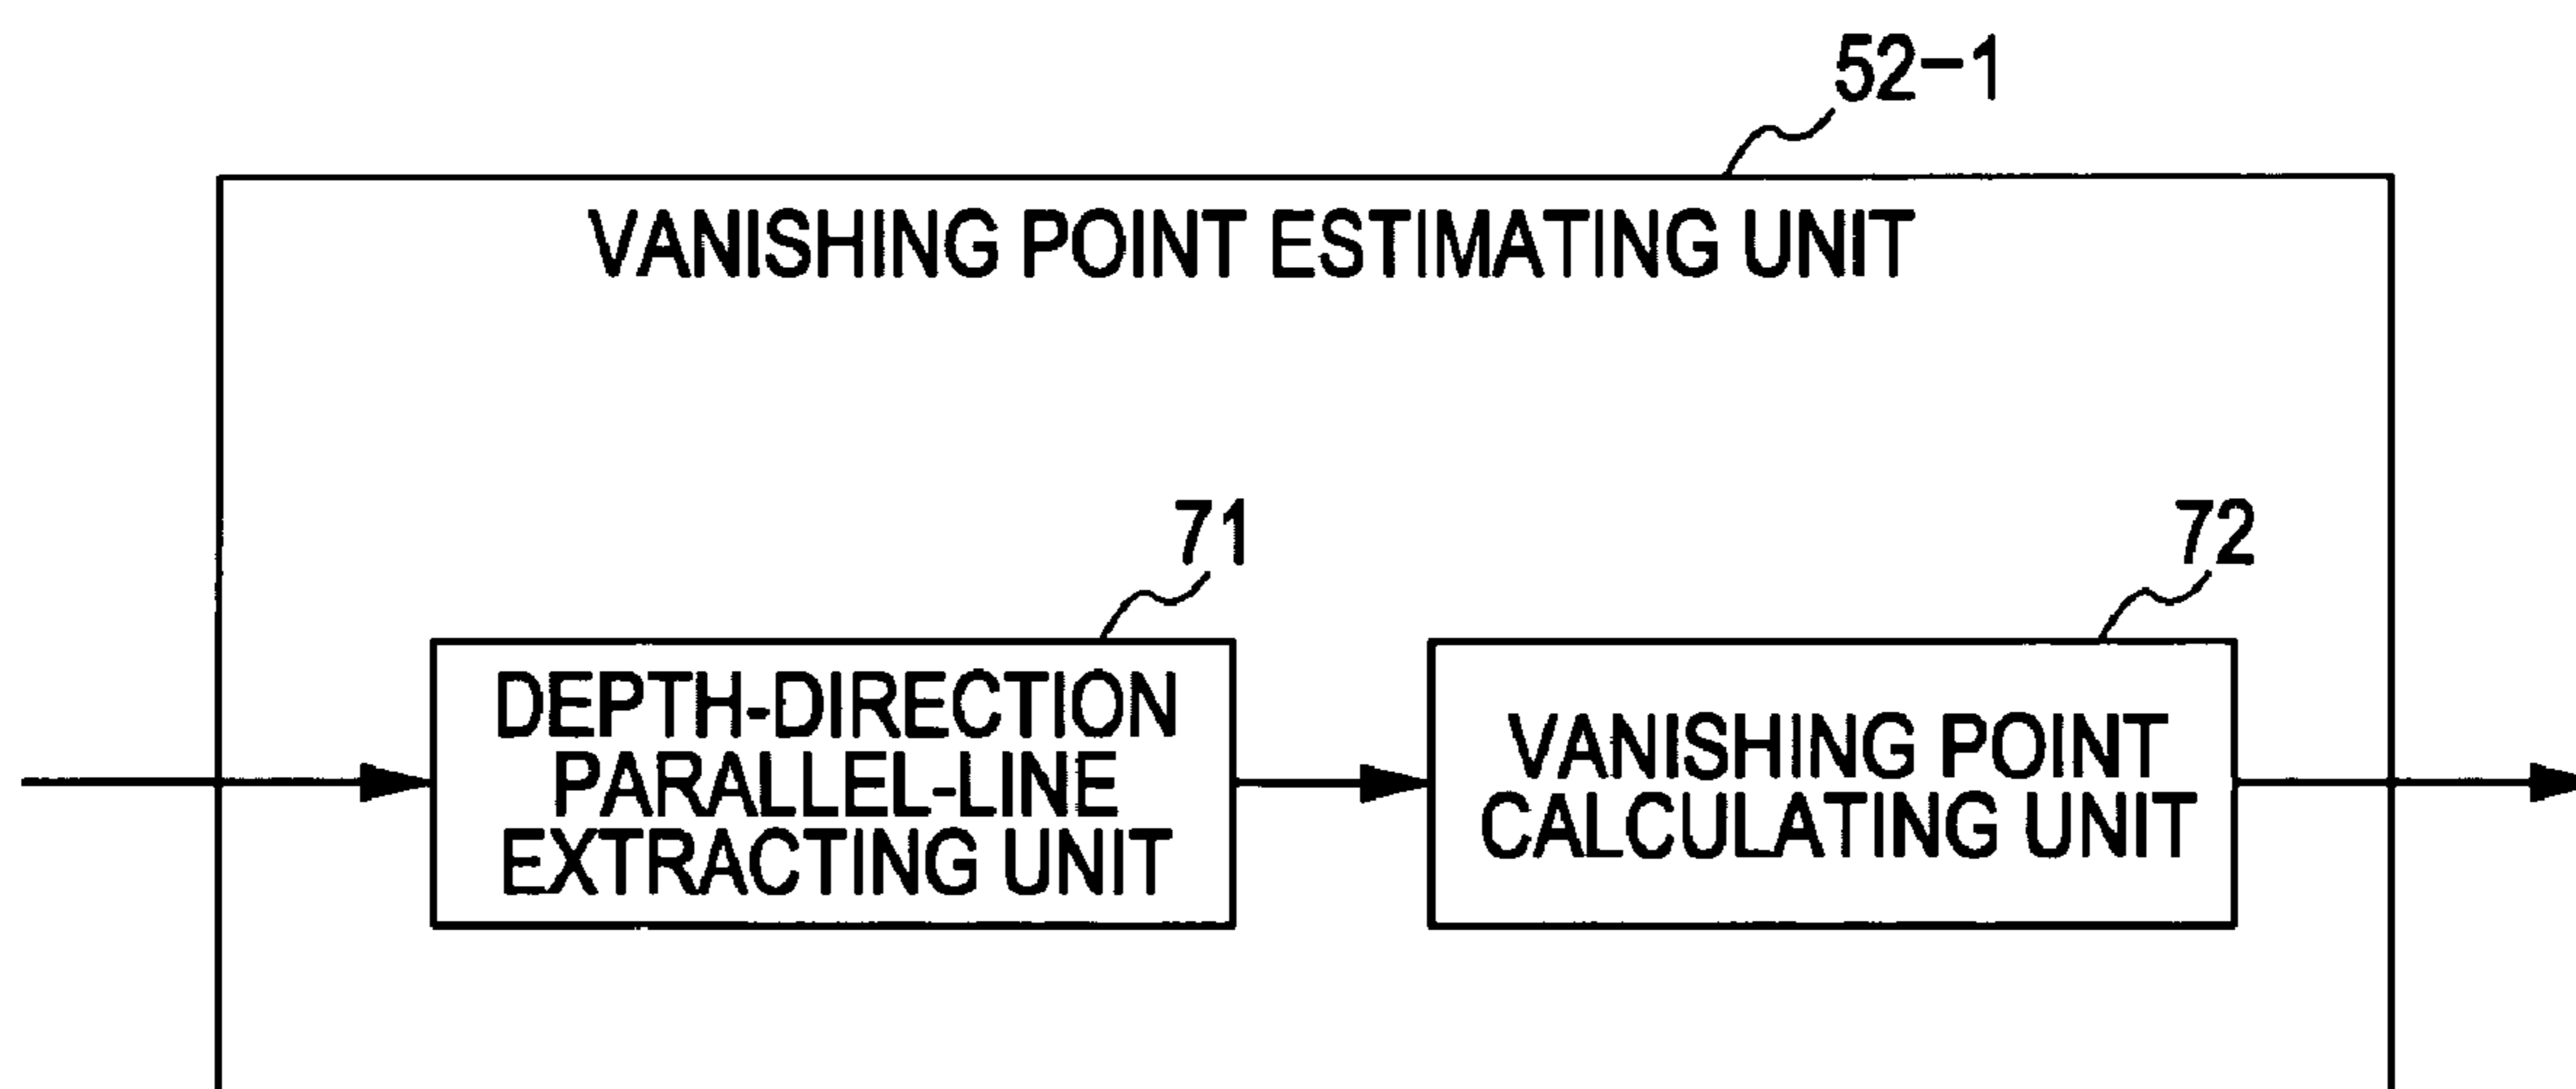 52-1
VANISHING POINT ESTIMATING UNIT
71
72
DEPTH-DIRECTION
PARALLEL-LINE
EXTRACTING UNIT
VANISHING POINT
CALCULATING UNIT